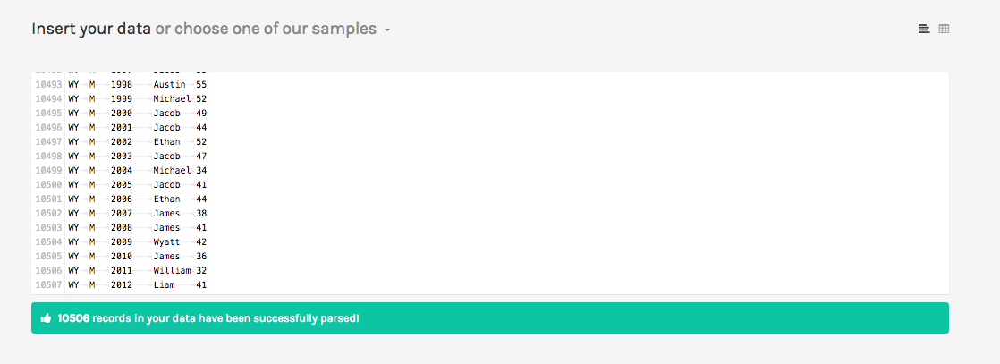 Insert your data or choose one of our samples
10493 WY M 1998 Austin 55
10494 WY M 1999 Michael 52
10495 WY M 2000 Jacob 49
10496 WY M 2001 Jacob 44
10497 WY M 2002 Ethan 52
10498 WY M 2003 Jacob 47
10499 WY M 2004 Michael 34
10500 WY M 2005 Jacob 41
10501 WY M 2006 Ethan 44
10502 WY M 2007 James 38
10503 WY M 2008 James 41
10504 WY M 2009 Wyatt 42
10505 WY M 2010 James 36
10506 WY M 2011 William 32
10507 WY M 2012 Liam 41
10506 records in your data have been successfully parsed!